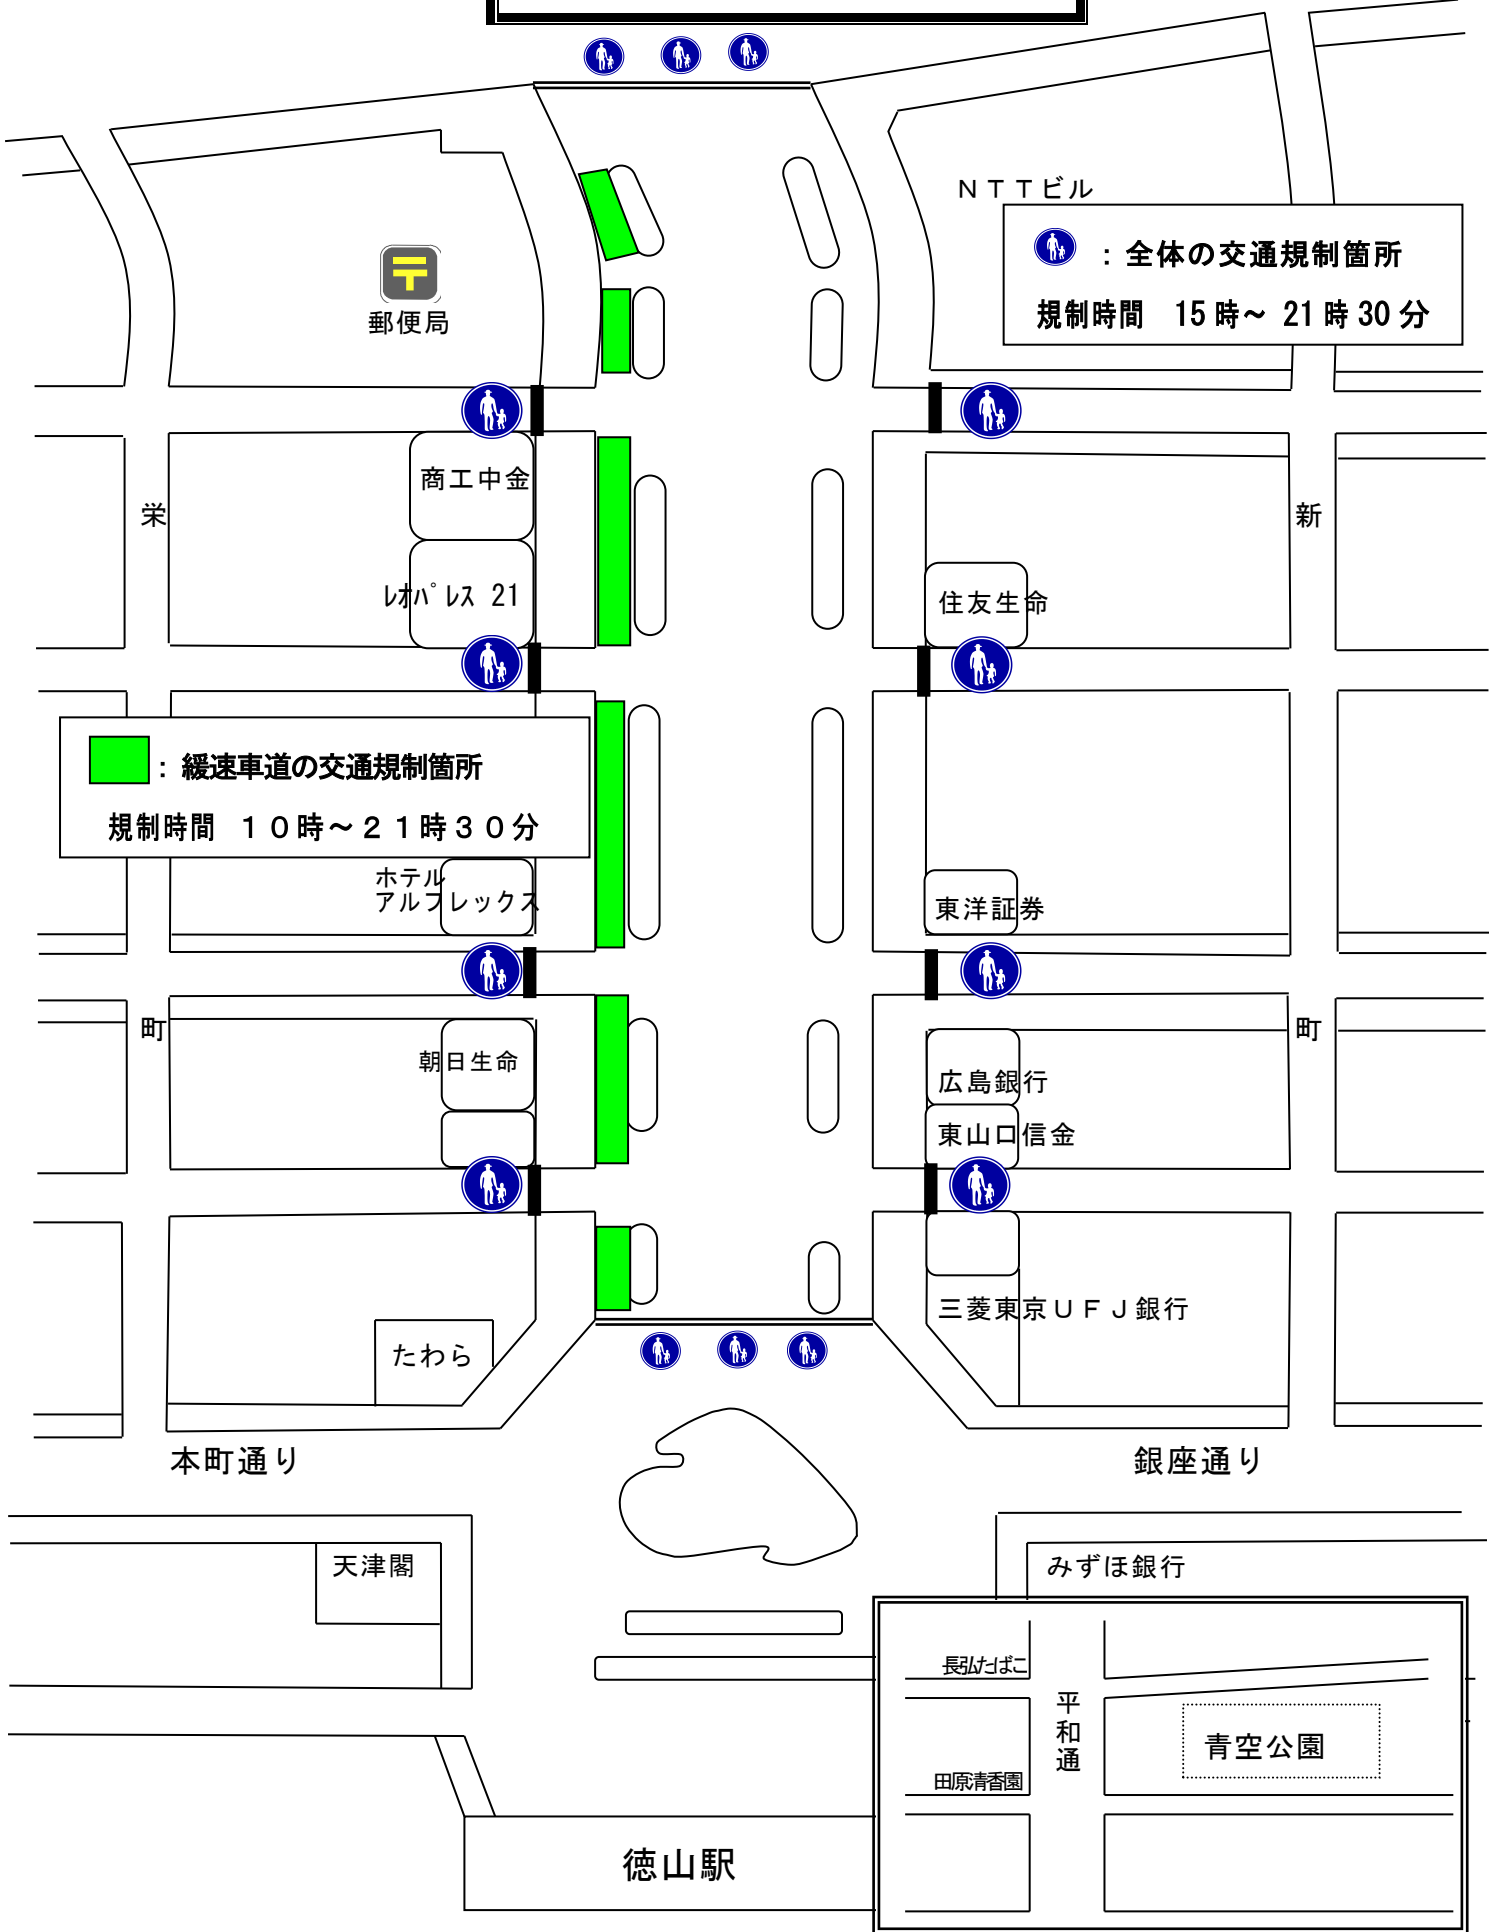 NTTビル
:全体の交通規制箇所
規制時間 15時~ 21時30分
郵便局
商工中金
栄
新
レオパレス 21
住友生命
:緩速車道の交通規制箇所
規制時間 10時~21時30分
ホテル
アルフレックス
東洋証券
町
町
朝日生命
広島銀行
東山口信金
三菱東京UFJ銀行
たわら
本町通り
銀座通り
天津閣
みずほ銀行
長弘たばこ
平和通
青空公園
田原清香園
徳山駅